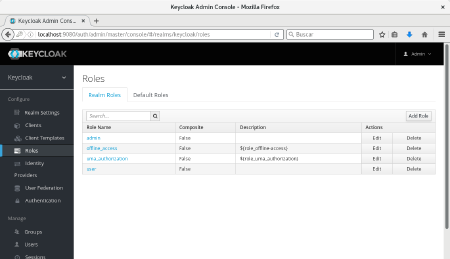 Keycloak Admin Console - Mozilla Firefox
Keycloak Admin Cons...
localhost:9080/auth/admin/master/console/#/realms/keycloak/roles
Buscar
KEYCLOAK
Admin
Keycloak
Roles
Realm Roles
Default Roles
Configure
Realm Settings
Clients
Client Templates
Roles
Identity
Providers
User Federation
Authentication
Manage
Groups
Users
Sessions
Search...
Add Role
Role Name Composite Description Actions
admin False Edit Delete
offline_access False ${role_offline-access} Edit Delete
uma_authorization False ${role_uma_authorization} Edit Delete
user False Edit Delete